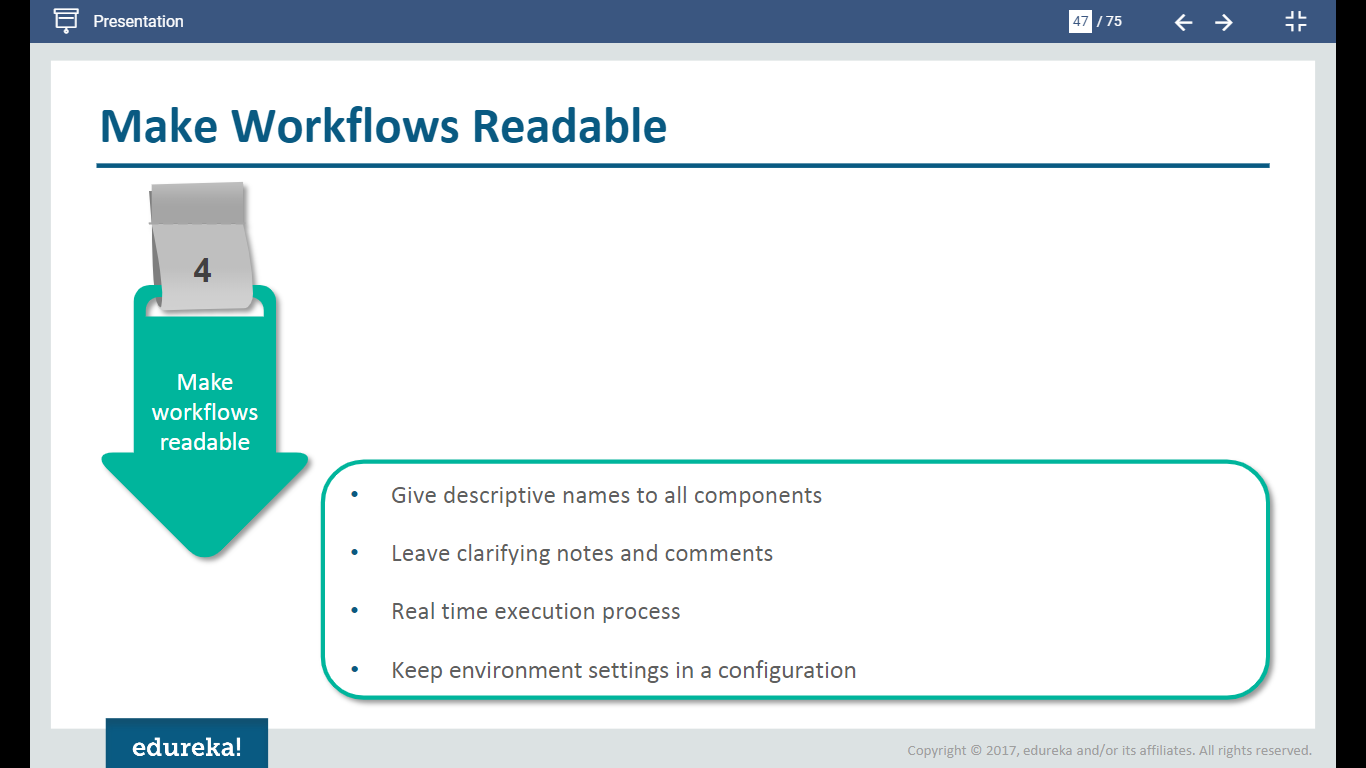 Presentation
47 / 75
Make Workflows Readable
4
Make
workflows
readable
• Give descriptive names to all components
• Leave clarifying notes and comments
• Real time execution process
• Keep environment settings in a configuration
edureka!
Copyright © 2017, edureka and/or its affiliates. All rights reserved.